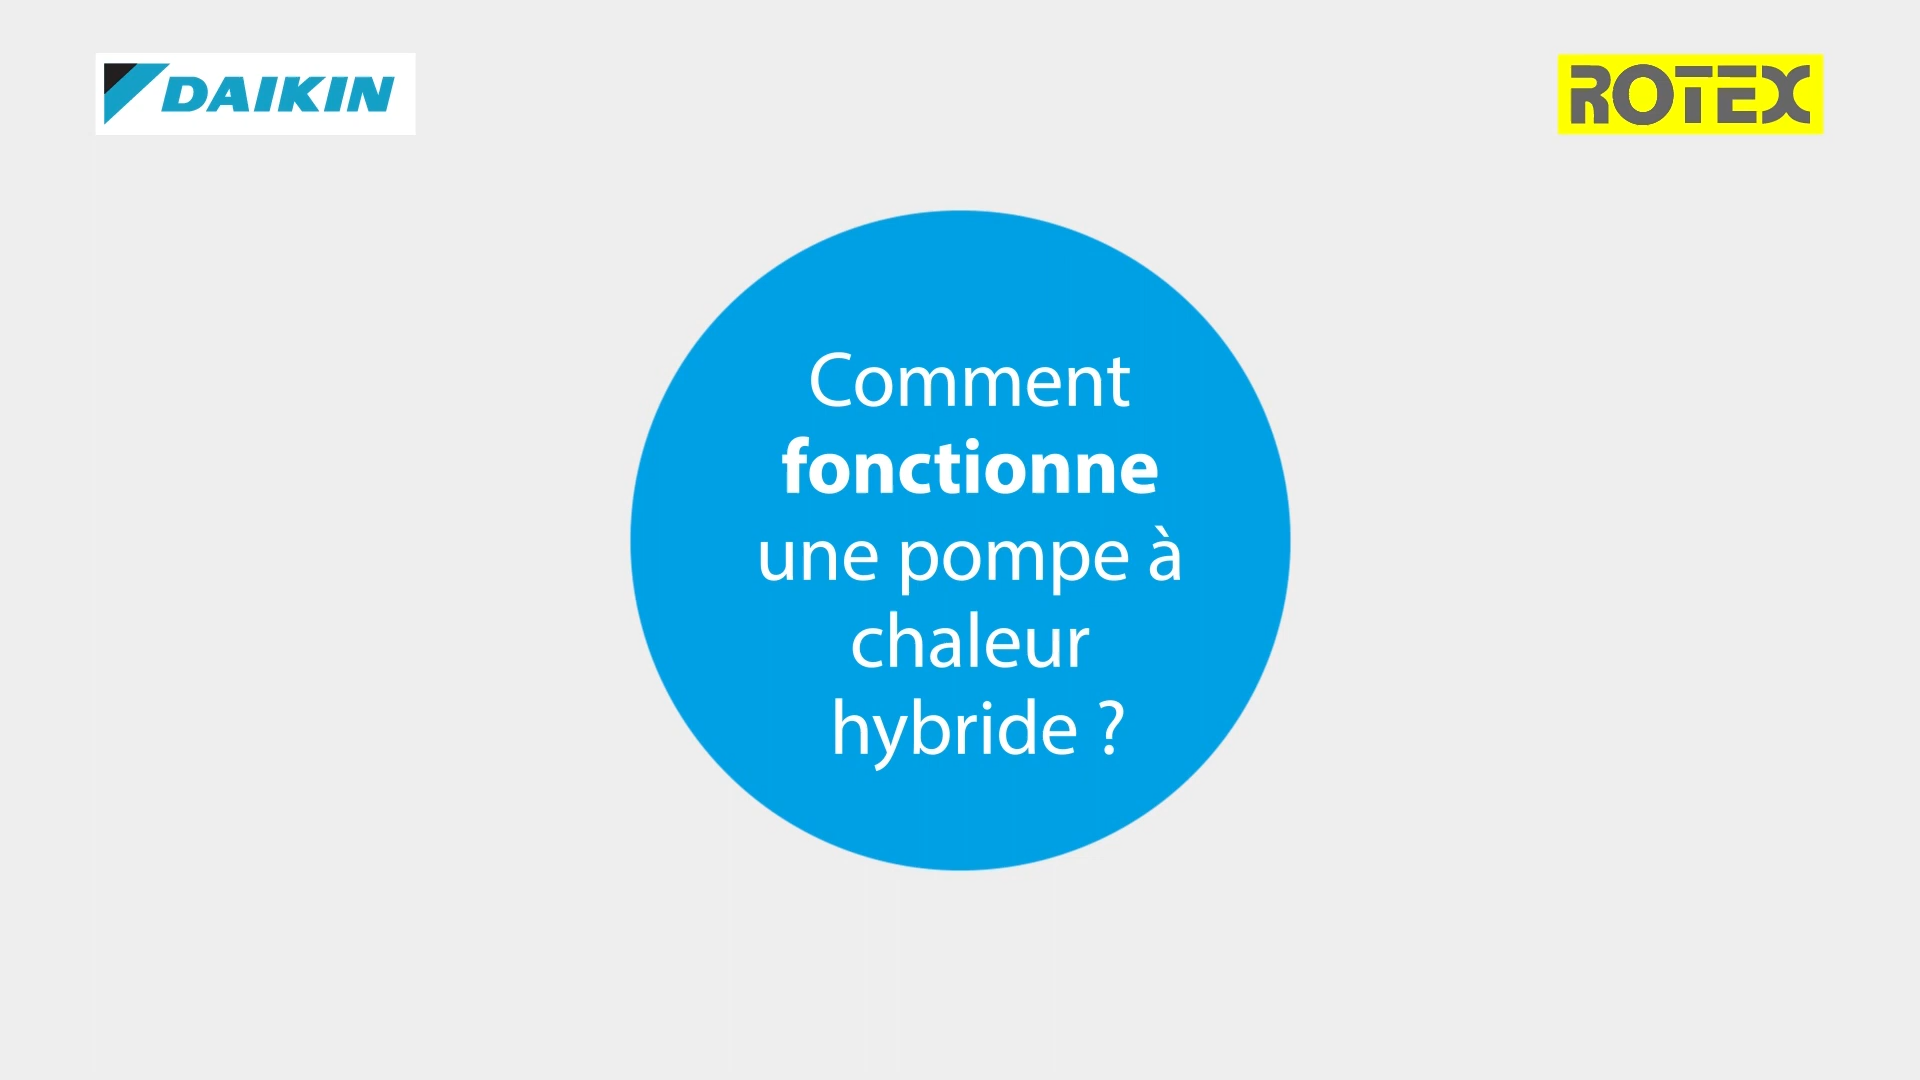 DAIKIN
ROTEX
Comment
fonctionne
une pompe à
chaleur
hybride ?